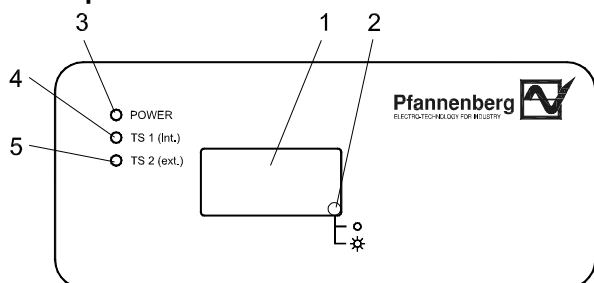 3 1 2
4
5
POWER
TS 1 (Int.)
TS 2 (ext.)
Pfannenberg
ELECTRO-TECHNOLOGY FOR INDUSTRY